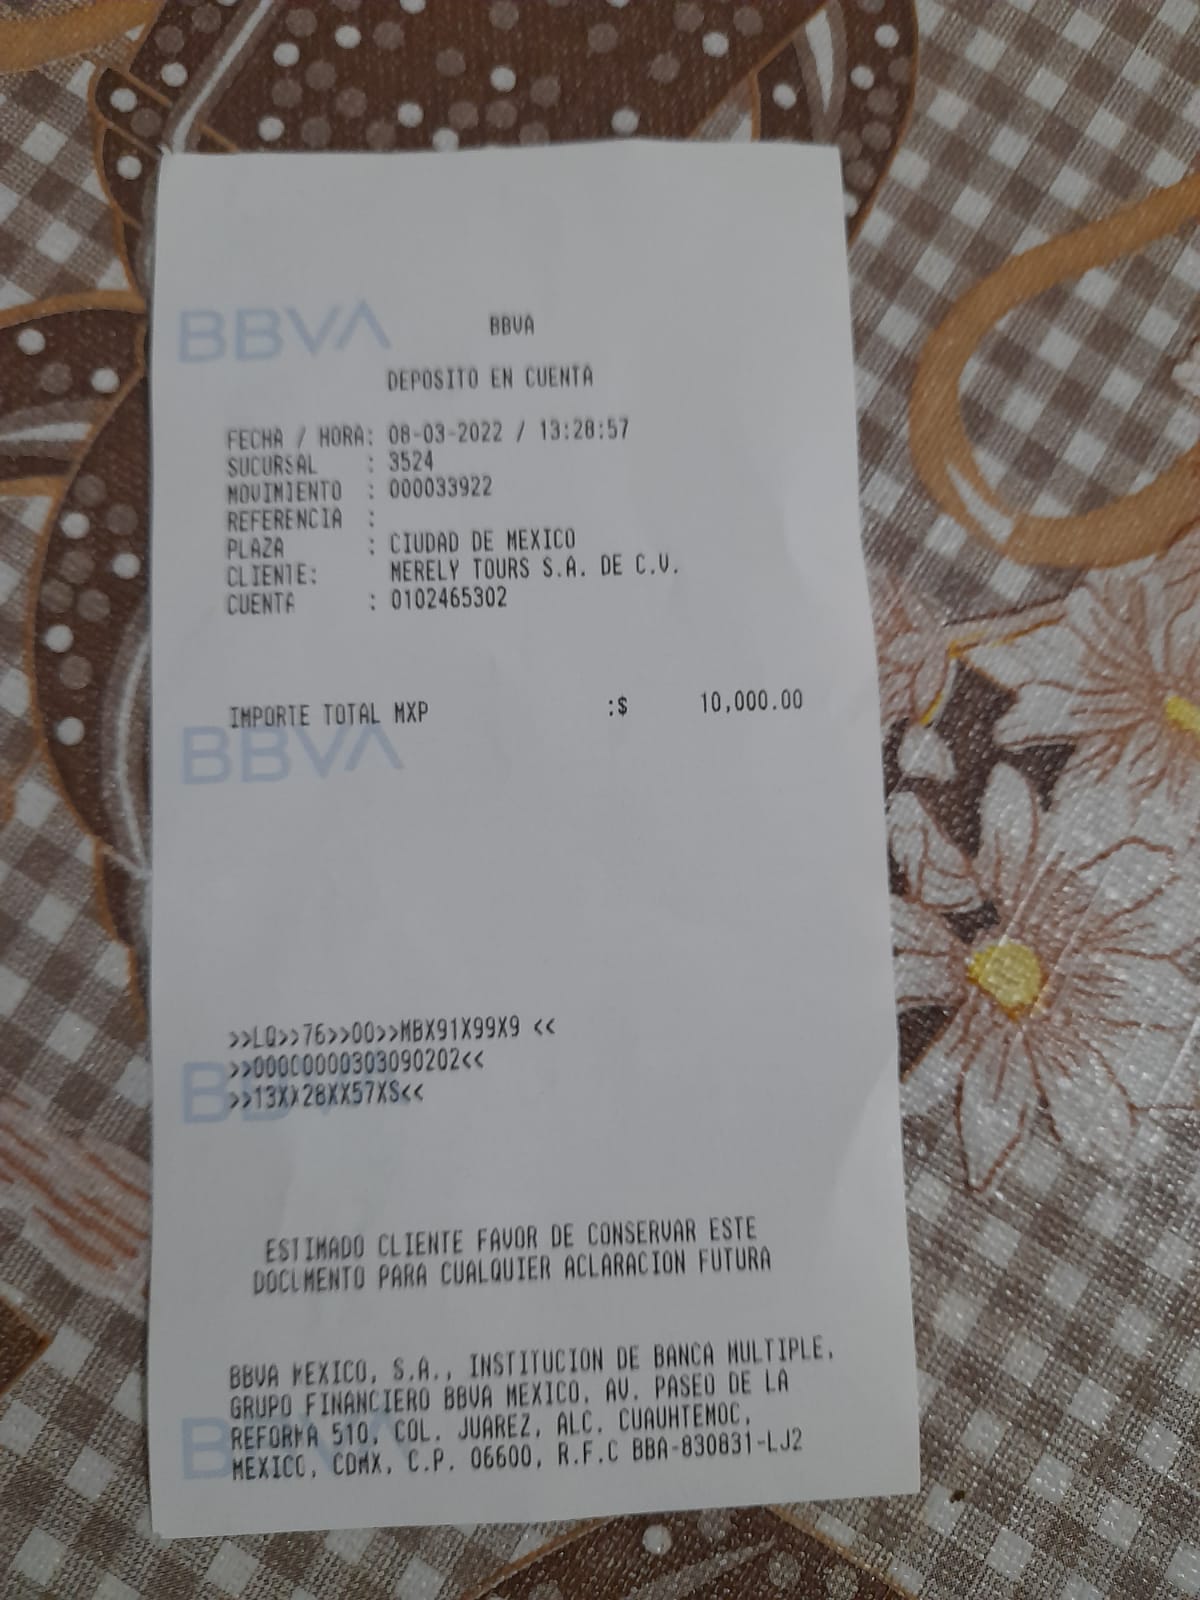 BBVA
BBVA
DEPOSITO EN CUENTA
FECHA / HORA: 08-03-2022 / 13:28:57
SUCURSAL : 3524
MOVIMIENTO : 000033922
REFERENCIA :
PLAZA : CIUDAD DE MEXICO
CLIENTE: MERELY TOURS S.A. DE C.V.
CUENTA : 0102465302
IMPORTE TOTAL MXP :$ 10,000.00
BBVA
>>LQ>>76>>00>>MBX91X99X9 <<
>>000C0000303090202<<
>>13XX28XX57XS<<
ESTIMADO CLIENTE FAVOR DE CONSERVAR ESTE
DOCUMENTO PARA CUALQUIER ACLARACION FUTURA
BBVA MEXICO, S.A., INSTITUCION DE BANCA MULTIPLE,
GRUPO FINANCIERO BBVA MEXICO, AV. PASEO DE LA
REFORMA 510, COL. JUAREZ, ALC. CUAUHTEMOC,
MEXICO, CDMX, C.P. 06600, R.F.C BBA-830831-LJ2